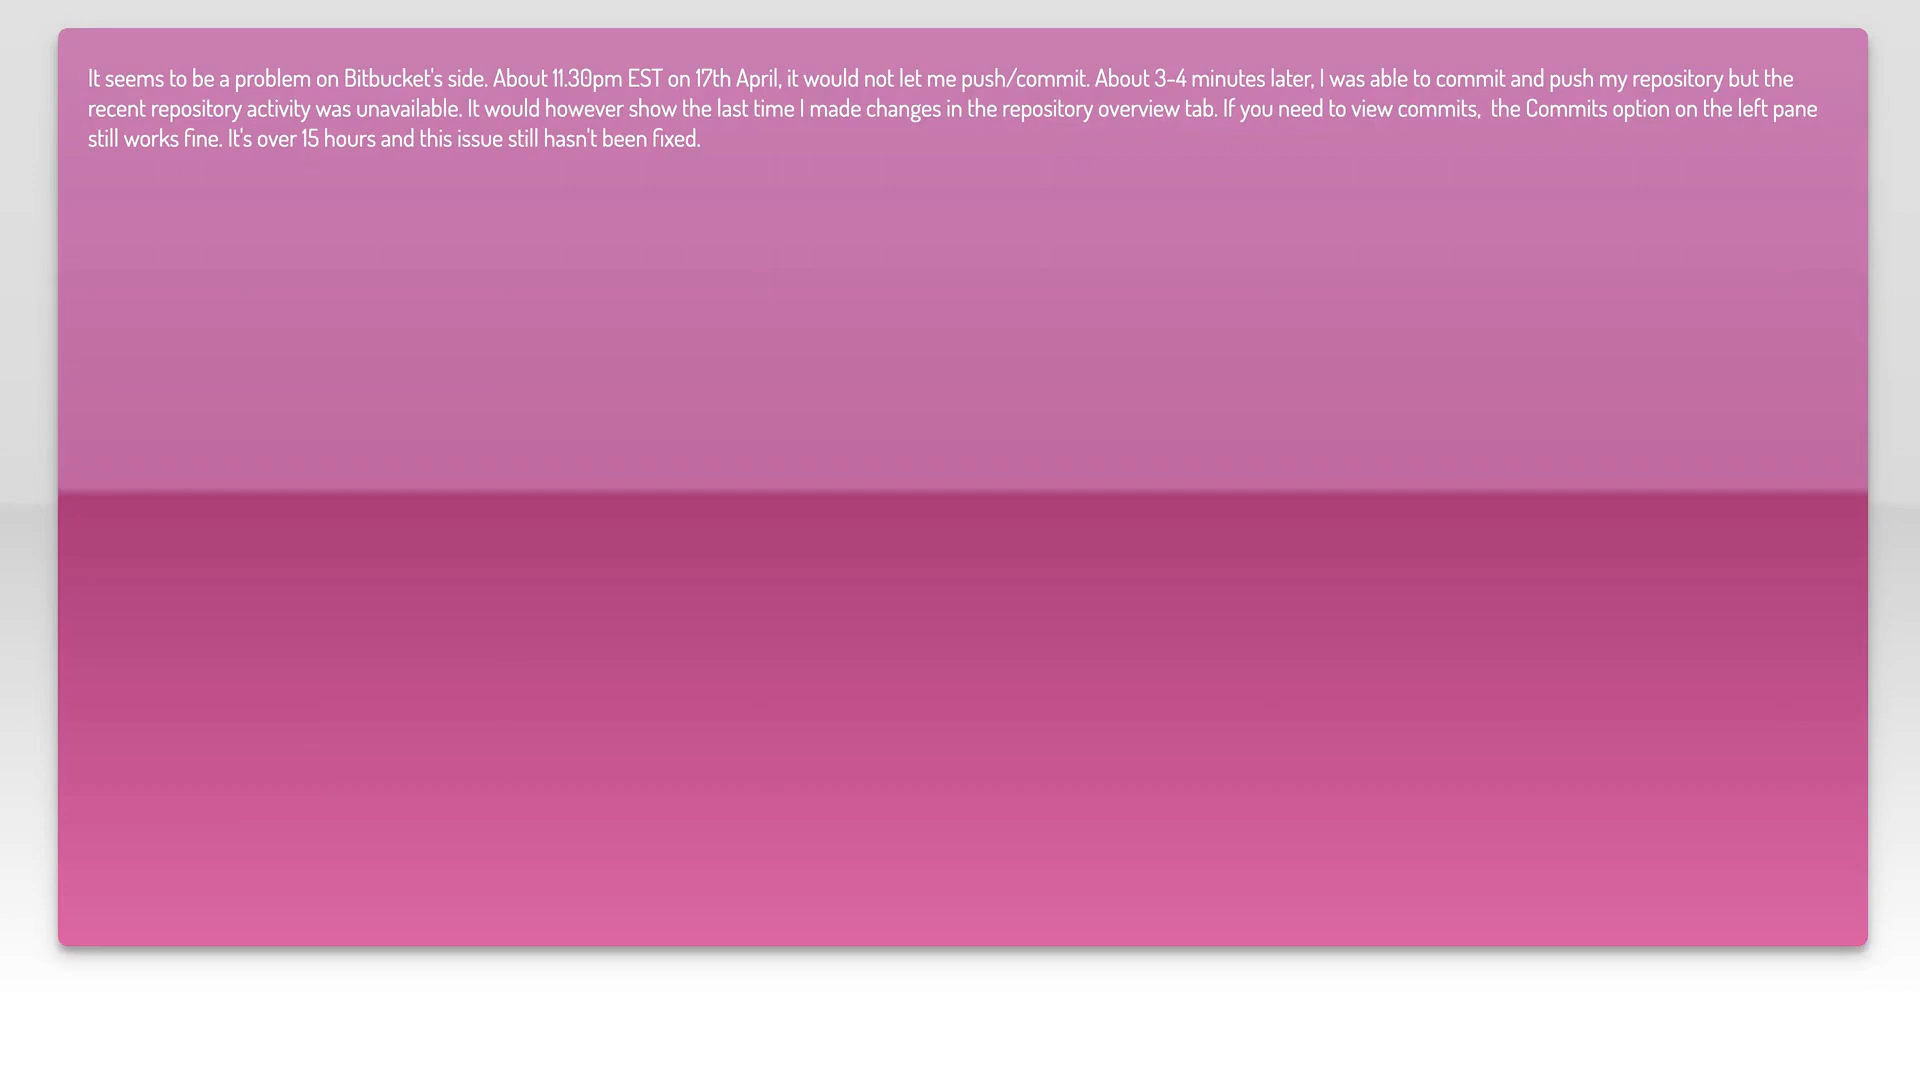 It seems to be a problem on Bitbucket's side. About 11.30pm EST on 17th April, it would not let me push/commit. About 3-4 minutes later, I was able to commit and push my repository but the
recent repository activity was unavailable. It would however show the last time I made changes in the repository overview tab. If you need to view commits,  the Commits option on the left pane
still works fine. It's over 15 hours and this issue still hasn't been fixed.